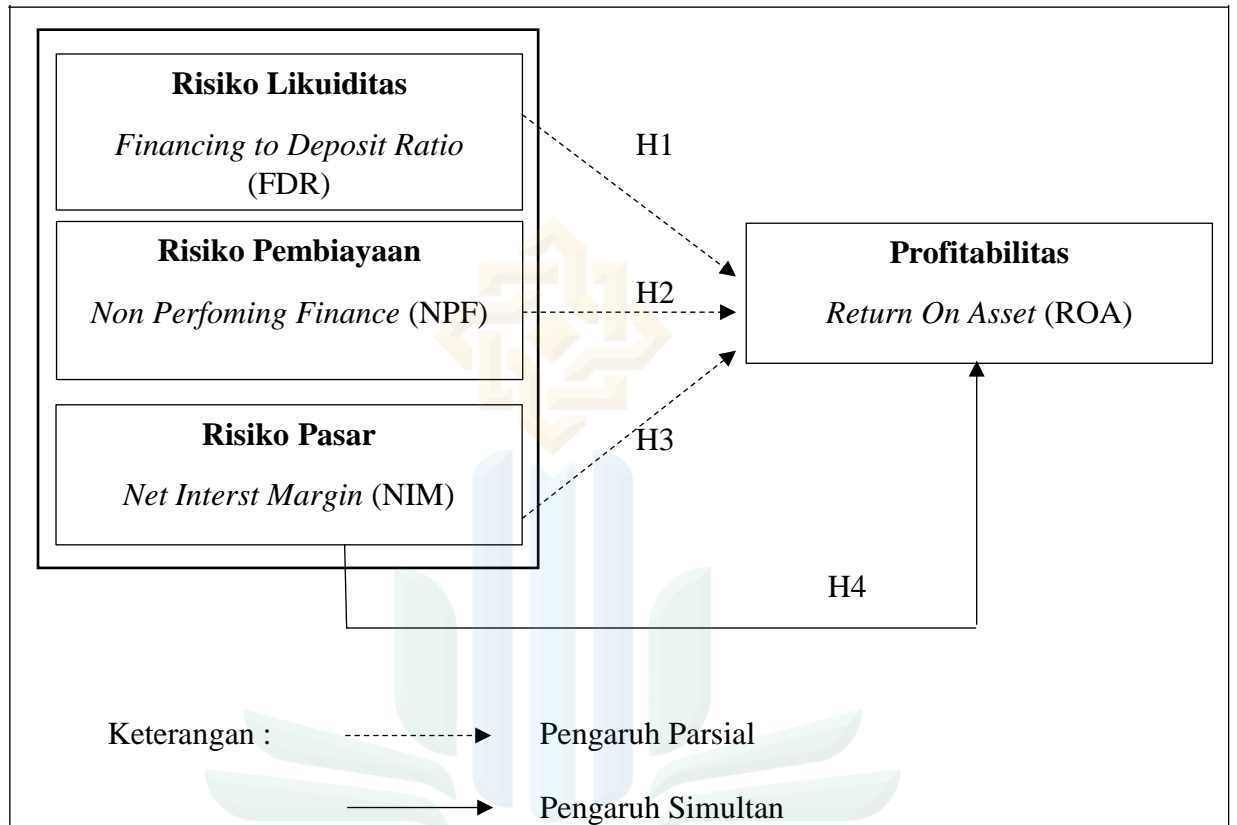 Risiko Likuiditas
Financing to Deposit Ratio
(FDR)
H1
Risiko Pembiayaan
Non Perfoming Finance (NPF)
H2
Profitabilitas
Return On Asset (ROA)
Risiko Pasar
Net Interst Margin (NIM)
H3
H4
Keterangan :
Pengaruh Parsial
Pengaruh Simultan